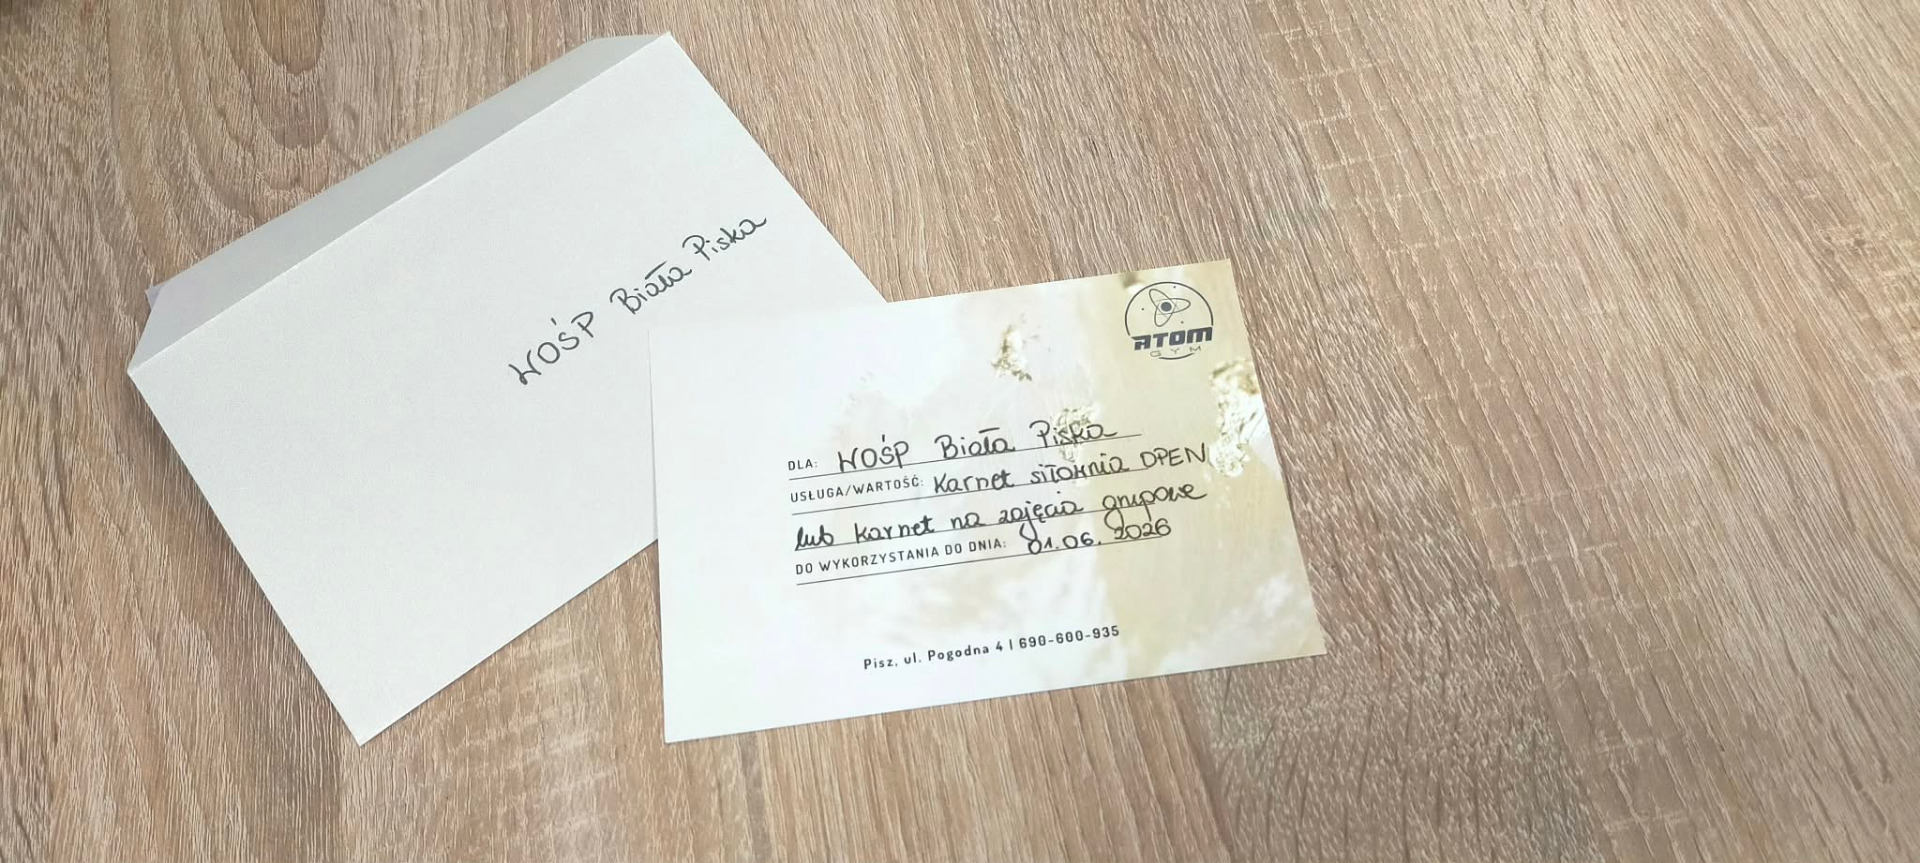 WOŚP Biała Piska
ATOM
GYM
DLA: WOŚP Biała Piska
USŁUGA/WARTOŚĆ: Karnet siłownia OPEN
lub karnet na zajęcia grupowe
DO WYKORZYSTANIA DO DNIA: 01.06.2026
Pisz, ul. Pogodna 4 | 690-600-935